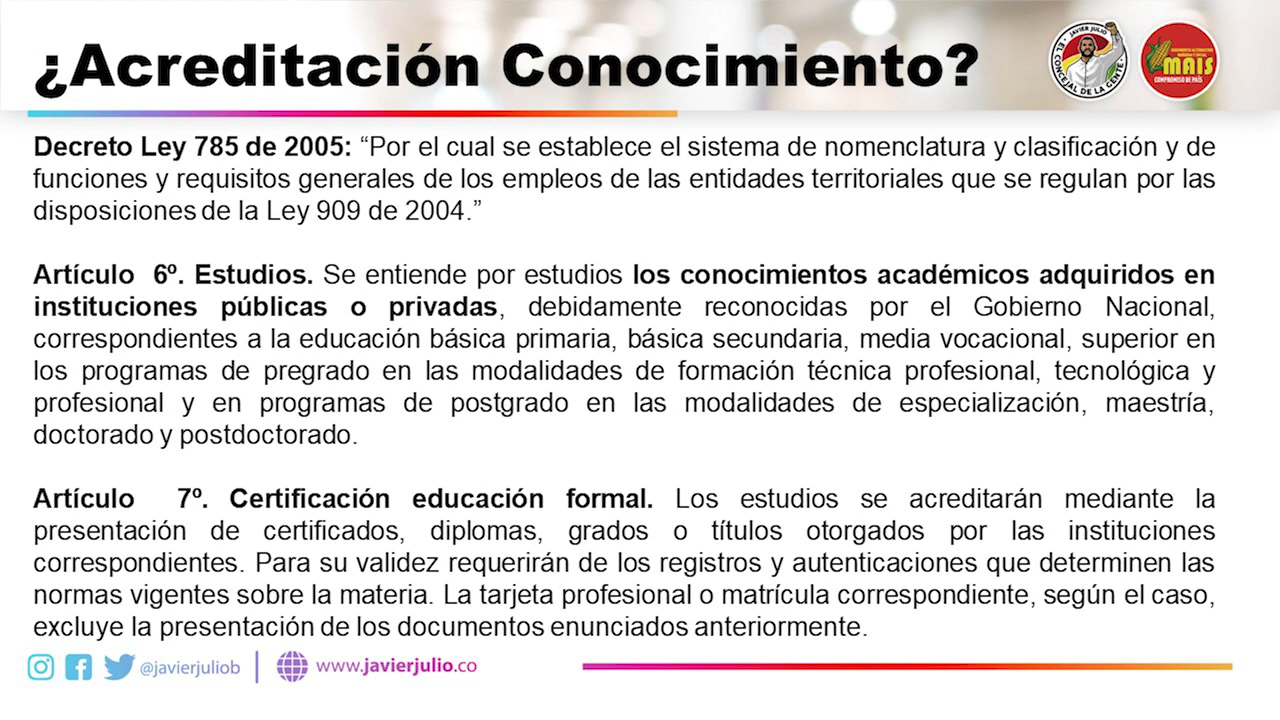 ¿Acreditación Conocimiento?
JAVIER JULIO
EL CONCEJAL DE LA GENTE
MOVIMIENTO ALTERNATIVO
INDÍGENA Y SOCIAL
MAIS
COMPROMISO DE PAÍS
Decreto Ley 785 de 2005: “Por el cual se establece el sistema de nomenclatura y clasificación y de
funciones y requisitos generales de los empleos de las entidades territoriales que se regulan por las
disposiciones de la Ley 909 de 2004.”
Artículo 6º. Estudios. Se entiende por estudios los conocimientos académicos adquiridos en
instituciones públicas o privadas, debidamente reconocidas por el Gobierno Nacional,
correspondientes a la educación básica primaria, básica secundaria, media vocacional, superior en
los programas de pregrado en las modalidades de formación técnica profesional, tecnológica y
profesional y en programas de postgrado en las modalidades de especialización, maestría,
doctorado y postdoctorado.
Artículo 7º. Certificación educación formal. Los estudios se acreditarán mediante la
presentación de certificados, diplomas, grados o títulos otorgados por las instituciones
correspondientes. Para su validez requerirán de los registros y autenticaciones que determinen las
normas vigentes sobre la materia. La tarjeta profesional o matrícula correspondiente, según el caso,
excluye la presentación de los documentos enunciados anteriormente.
@javierjuliob | www.javierjulio.co